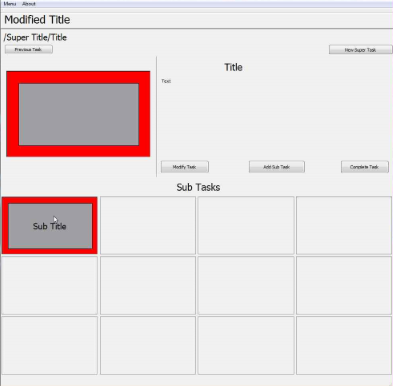 Menu About
Modified Title
/Super Title/Title
Previous Task
New Super Task
Title
Text
Modify Task
Add Sub Task
Complete Task
Sub Tasks
Sub Title